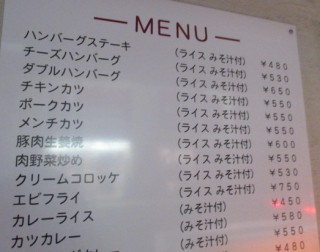 MENU
ハンバーグステーキ (ライス みそ汁付) ￥480
チーズハンバーグ (ライス みそ汁付) ￥530
ダブルハンバーグ (ライス みそ汁付) ￥650
チキンカツ (ライス みそ汁付) ￥550
ポークカツ (ライス みそ汁付) ￥550
メンチカツ (ライス みそ汁付) ￥550
豚肉生姜焼 (ライス みそ汁付) ￥600
肉野菜炒め (ライス みそ汁付) ￥550
クリームコロッケ (ライス みそ汁付) ￥530
エビフライ (ライス みそ汁付) ￥750
カレーライス (みそ汁付) ￥450
カツカレー (みそ汁付) ￥580
(みそ汁付) ￥550
￥480